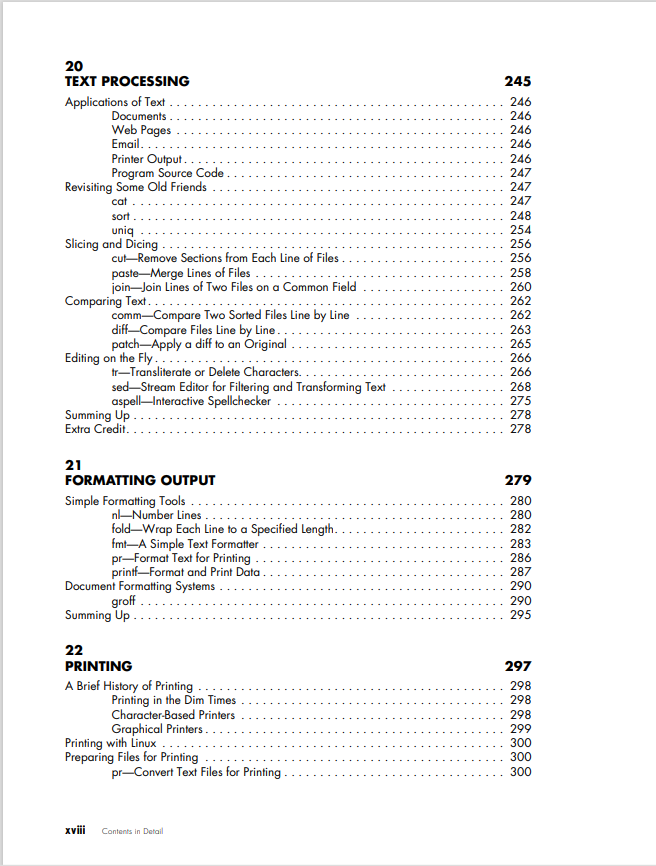 20
TEXT PROCESSING 245
Applications of Text . . . . . . . . . . . . . . . . . . . . . . . . . . . . . . . . . . . . . . . . . . . . . . . 246
Documents . . . . . . . . . . . . . . . . . . . . . . . . . . . . . . . . . . . . . . . . . . . . . . . 246
Web Pages . . . . . . . . . . . . . . . . . . . . . . . . . . . . . . . . . . . . . . . . . . . . . . 246
Email. . . . . . . . . . . . . . . . . . . . . . . . . . . . . . . . . . . . . . . . . . . . . . . . . . . 246
Printer Output . . . . . . . . . . . . . . . . . . . . . . . . . . . . . . . . . . . . . . . . . . . . . 246
Program Source Code . . . . . . . . . . . . . . . . . . . . . . . . . . . . . . . . . . . . . . . 247
Revisiting Some Old Friends . . . . . . . . . . . . . . . . . . . . . . . . . . . . . . . . . . . . . . . . . 247
cat . . . . . . . . . . . . . . . . . . . . . . . . . . . . . . . . . . . . . . . . . . . . . . . . . . . . 247
sort . . . . . . . . . . . . . . . . . . . . . . . . . . . . . . . . . . . . . . . . . . . . . . . . . . . . 248
uniq . . . . . . . . . . . . . . . . . . . . . . . . . . . . . . . . . . . . . . . . . . . . . . . . . . . 254
Slicing and Dicing . . . . . . . . . . . . . . . . . . . . . . . . . . . . . . . . . . . . . . . . . . . . . . . . 256
cut—Remove Sections from Each Line of Files . . . . . . . . . . . . . . . . . . . . . . . 256
paste—Merge Lines of Files . . . . . . . . . . . . . . . . . . . . . . . . . . . . . . . . . . . 258
join—Join Lines of Two Files on a Common Field . . . . . . . . . . . . . . . . . . . . 260
Comparing Text. . . . . . . . . . . . . . . . . . . . . . . . . . . . . . . . . . . . . . . . . . . . . . . . . . 262
comm—Compare Two Sorted Files Line by Line . . . . . . . . . . . . . . . . . . . . . 262
diff—Compare Files Line by Line . . . . . . . . . . . . . . . . . . . . . . . . . . . . . . . . 263
patch—Apply a diff to an Original . . . . . . . . . . . . . . . . . . . . . . . . . . . . . . 265
Editing on the Fly . . . . . . . . . . . . . . . . . . . . . . . . . . . . . . . . . . . . . . . . . . . . . . . . . 266
tr—Transliterate or Delete Characters. . . . . . . . . . . . . . . . . . . . . . . . . . . . . 266
sed—Stream Editor for Filtering and Transforming Text . . . . . . . . . . . . . . . . 268
aspell—Interactive Spellchecker . . . . . . . . . . . . . . . . . . . . . . . . . . . . . . . . 275
Summing Up . . . . . . . . . . . . . . . . . . . . . . . . . . . . . . . . . . . . . . . . . . . . . . . . . . . . 278
Extra Credit. . . . . . . . . . . . . . . . . . . . . . . . . . . . . . . . . . . . . . . . . . . . . . . . . . . . . 278
21
FORMATTING OUTPUT 279
Simple Formatting Tools . . . . . . . . . . . . . . . . . . . . . . . . . . . . . . . . . . . . . . . . . . . . 280
nl—Number Lines . . . . . . . . . . . . . . . . . . . . . . . . . . . . . . . . . . . . . . . . . . 280
fold—Wrap Each Line to a Specified Length. . . . . . . . . . . . . . . . . . . . . . . . 282
fmt—A Simple Text Formatter . . . . . . . . . . . . . . . . . . . . . . . . . . . . . . . . . . 283
pr—Format Text for Printing . . . . . . . . . . . . . . . . . . . . . . . . . . . . . . . . . . . 286
printf—Format and Print Data . . . . . . . . . . . . . . . . . . . . . . . . . . . . . . . . . . 287
Document Formatting Systems . . . . . . . . . . . . . . . . . . . . . . . . . . . . . . . . . . . . . . . . 290
groff . . . . . . . . . . . . . . . . . . . . . . . . . . . . . . . . . . . . . . . . . . . . . . . . . . . 290
Summing Up . . . . . . . . . . . . . . . . . . . . . . . . . . . . . . . . . . . . . . . . . . . . . . . . . . . . 295
22
PRINTING 297
A Brief History of Printing . . . . . . . . . . . . . . . . . . . . . . . . . . . . . . . . . . . . . . . . . . . 298
Printing in the Dim Times . . . . . . . . . . . . . . . . . . . . . . . . . . . . . . . . . . . . . 298
Character-Based Printers . . . . . . . . . . . . . . . . . . . . . . . . . . . . . . . . . . . . . . 298
Graphical Printers . . . . . . . . . . . . . . . . . . . . . . . . . . . . . . . . . . . . . . . . . . 299
Printing with Linux . . . . . . . . . . . . . . . . . . . . . . . . . . . . . . . . . . . . . . . . . . . . . . . . 300
Preparing Files for Printing . . . . . . . . . . . . . . . . . . . . . . . . . . . . . . . . . . . . . . . . . . 300
pr—Convert Text Files for Printing . . . . . . . . . . . . . . . . . . . . . . . . . . . . . . . 300
xviii Contents in Detail